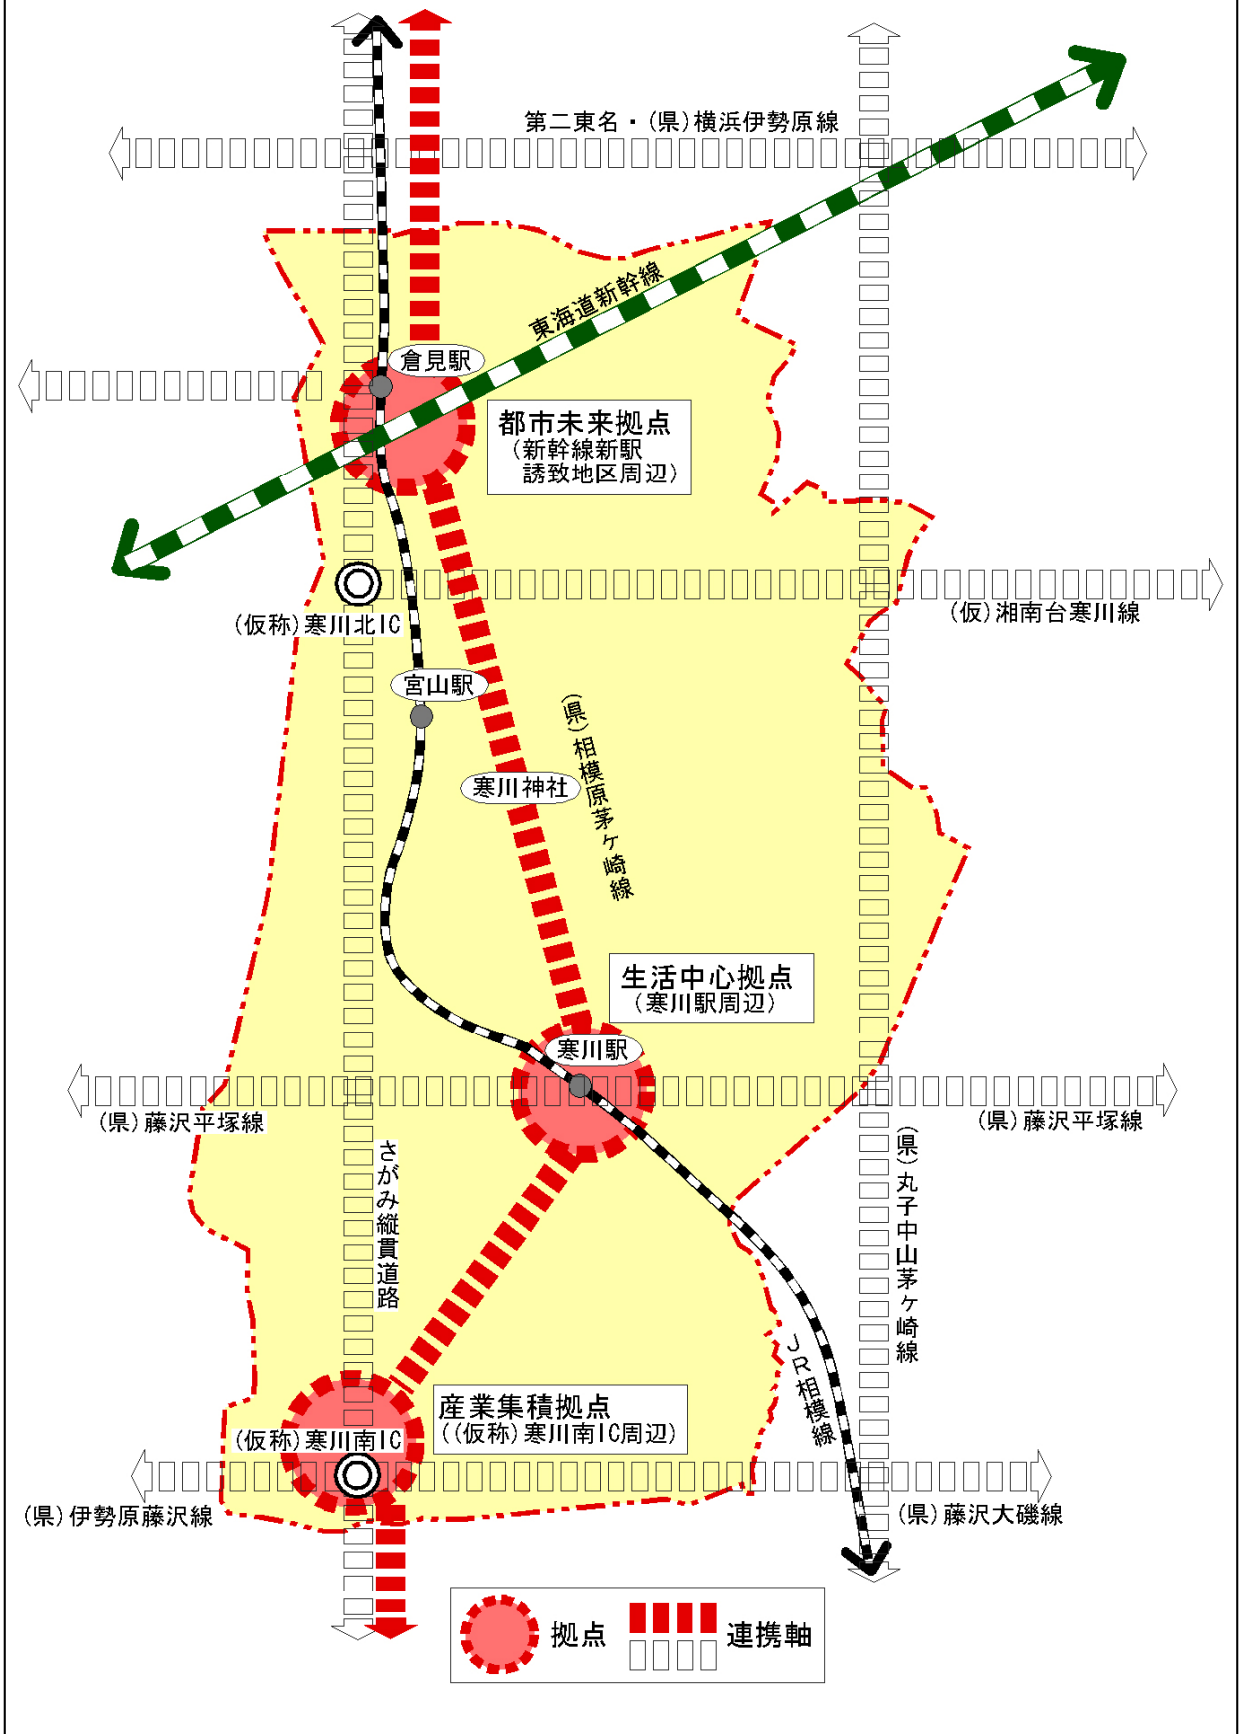 第二東名・(県)横浜伊勢原線
東海道新幹線
倉見駅
都市未来拠点
(新幹線新駅
誘致地区周辺)
(仮称)寒川北IC
(仮)湘南台寒川線
宮山駅
(県)相模原茅ケ崎線
寒川神社
生活中心拠点
(寒川駅周辺)
寒川駅
(県)藤沢平塚線
(県)藤沢平塚線
さがみ縦貫道路
(県)丸子中山茅ケ崎線
JR相模線
産業集積拠点
((仮称)寒川南IC周辺)
(仮称)寒川南IC
(県)伊勢原藤沢線
(県)藤沢大磯線
拠点
連携軸